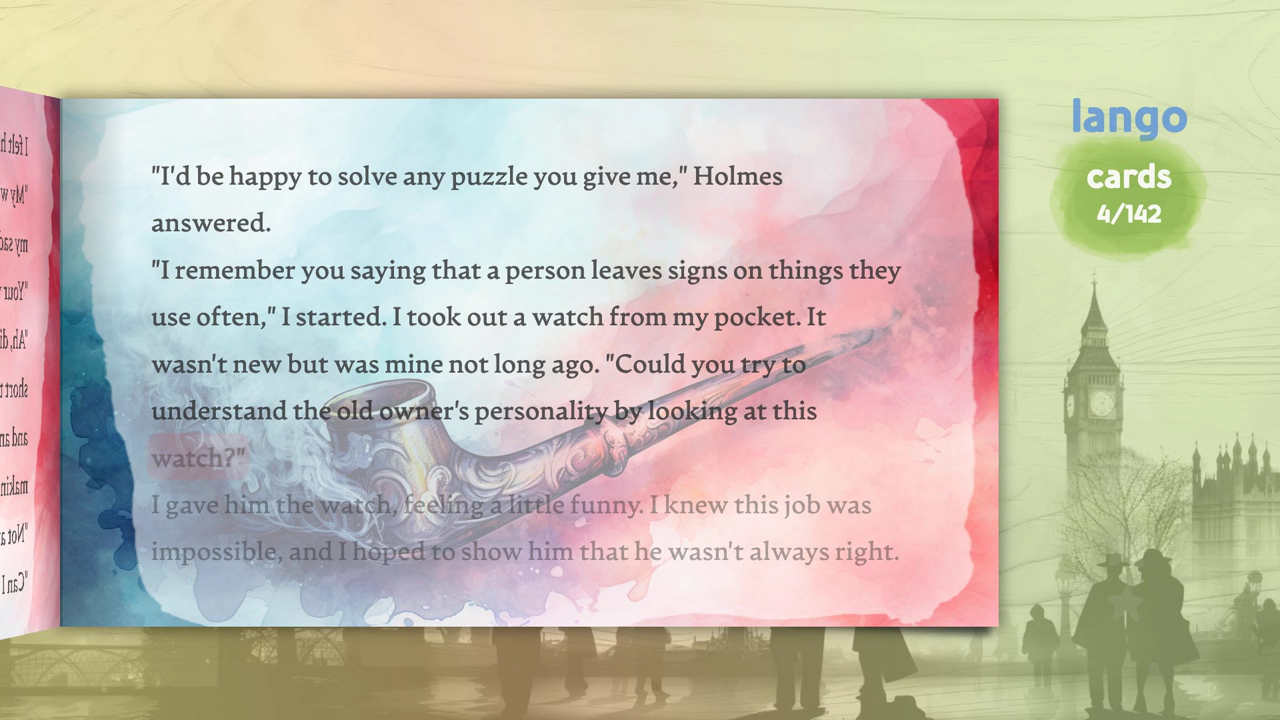 "I'd be happy to solve any puzzle you give me," Holmes
answered.
"I remember you saying that a person leaves signs on things they
use often," I started. I took out a watch from my pocket. It
wasn't new but was mine not long ago. "Could you try to
understand the old owner's personality by looking at this
watch?"
I gave him the watch, feeling a little funny. I knew this job was
impossible, and I hoped to show him that he wasn't always right.
lango
cards
4/142